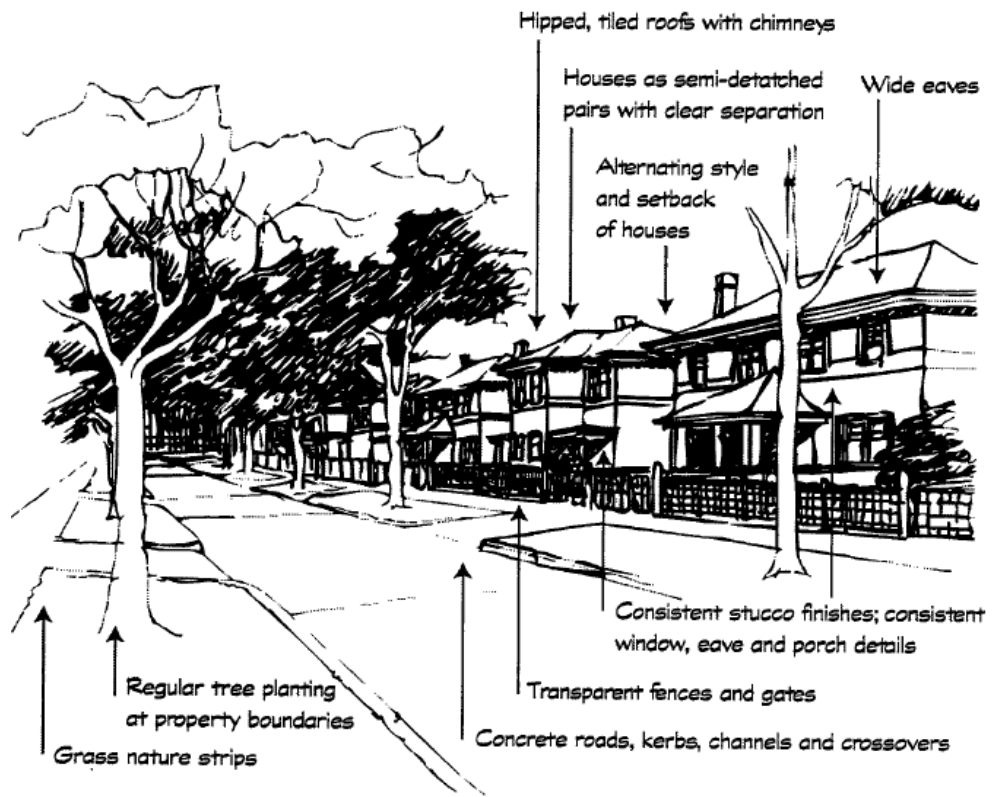 Hipped, tiled roofs with chimneys
Houses as semi-detatched
pairs with clear separation
Wide eaves
Alternating style
and setback
of houses
Consistent stucco finishes; consistent
window, eave and porch details
Regular tree planting
at property boundaries
Transparent fences and gates
Concrete roads, kerbs, channels and crossovers
Grass nature strips